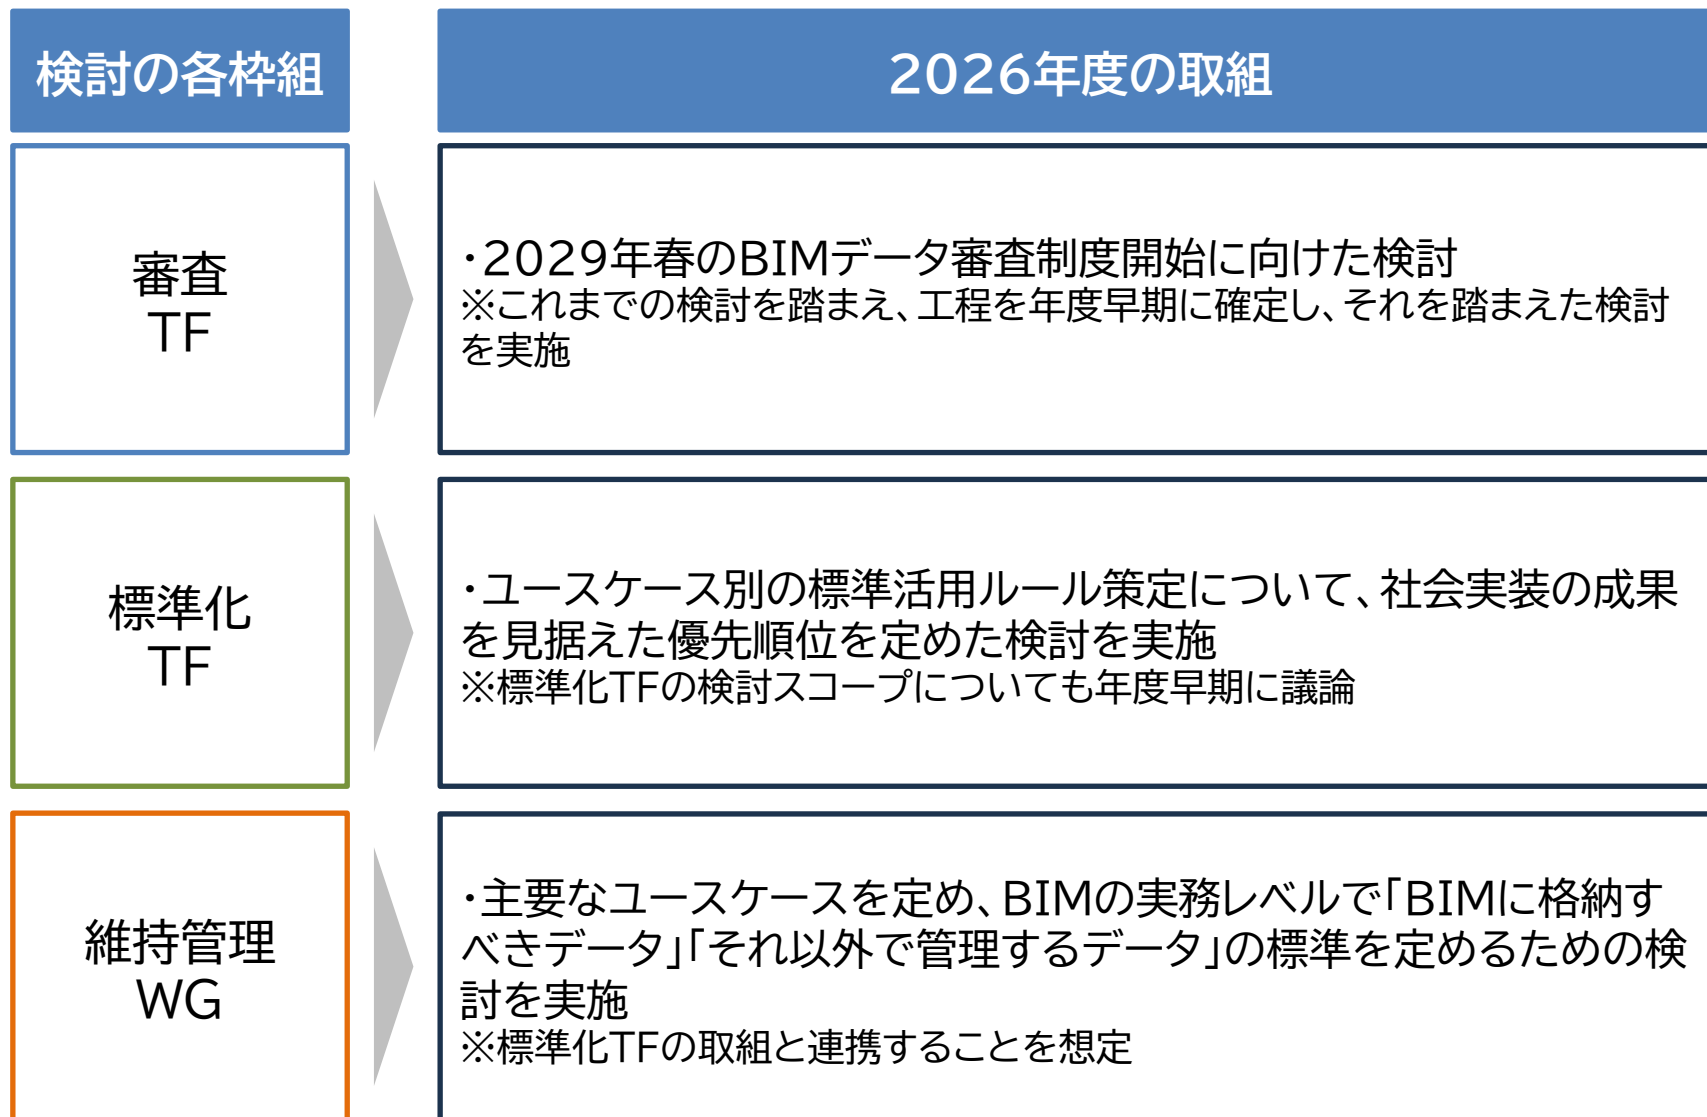 検討の各枠組
2026年度の取組
審査
TF
・2029年春のBIMデータ審査制度開始に向けた検討
※これまでの検討を踏まえ、工程を年度早期に確定し、それを踏まえた検討
を実施
標準化
TF
・ユースケース別の標準活用ルール策定について、社会実装の成果
を見据えた優先順位を定めた検討を実施
※標準化TFの検討スコープについても年度早期に議論
維持管理
WG
・主要なユースケースを定め、BIMの実務レベルで「BIMに格納す
べきデータ」「それ以外で管理するデータ」の標準を定めるための検
討を実施
※標準化TFの取組と連携することを想定